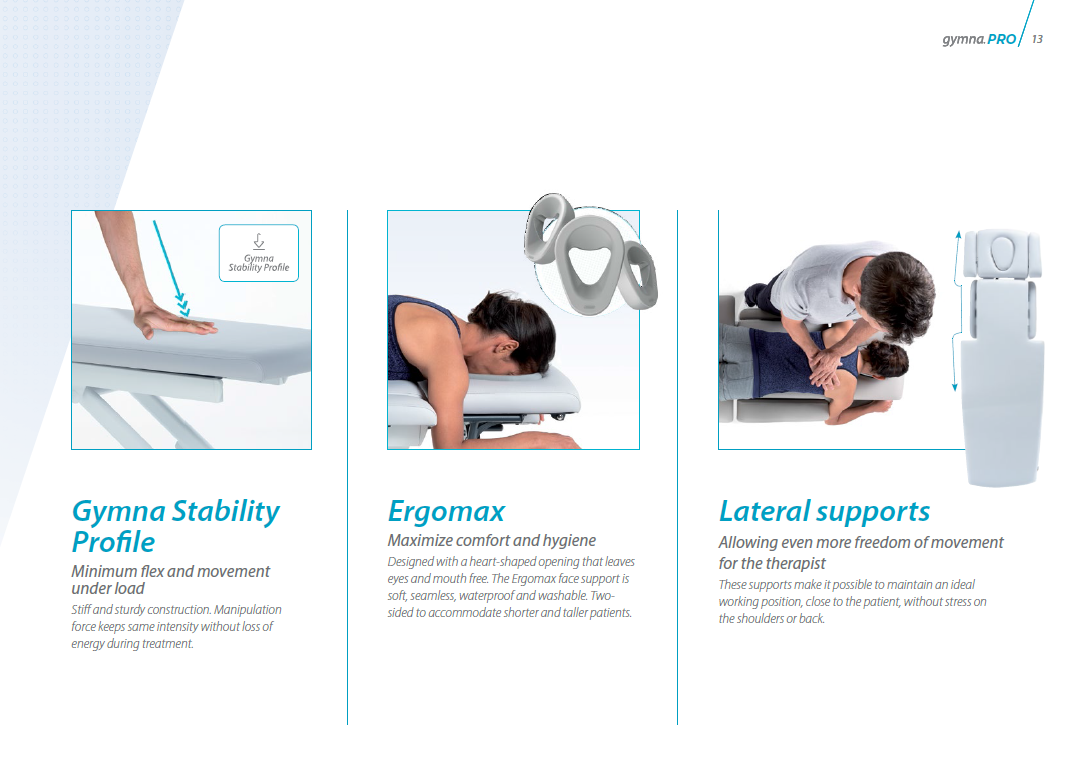 gymna.PRO 13
Gymna
Stability Profile
Gymna Stability
Profile
Minimum flex and movement
under load
Stiff and sturdy construction. Manipulation
force keeps same intensity without loss of
energy during treatment.
Ergomax
Maximize comfort and hygiene
Designed with a heart-shaped opening that leaves
eyes and mouth free. The Ergomax face support is
soft, seamless, waterproof and washable. Two-
sided to accommodate shorter and taller patients.
Lateral supports
Allowing even more freedom of movement
for the therapist
These supports make it possible to maintain an ideal
working position, close to the patient, without stress on
the shoulders or back.